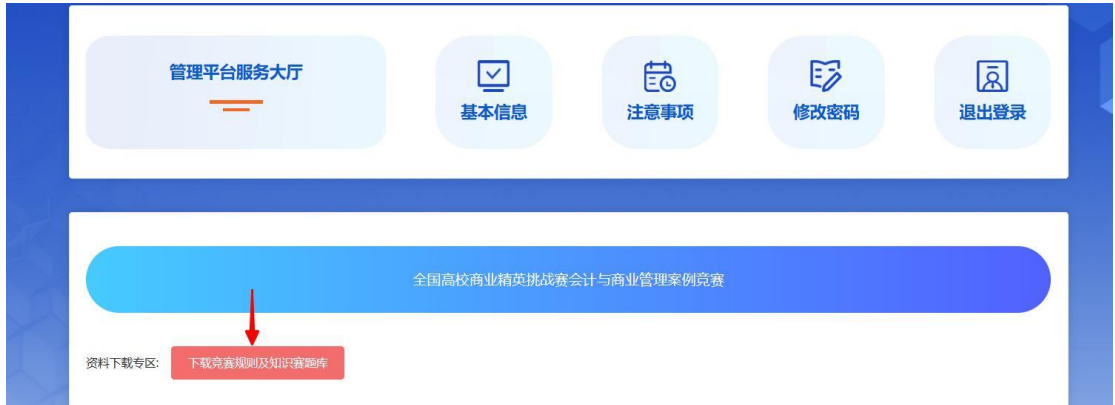 管理平台服务大厅
基本信息
注意事项
修改密码
退出登录
全国高校商业精英挑战赛会计与商业管理案例竞赛
资料下载专区: 下载竞赛规则及知识赛题库